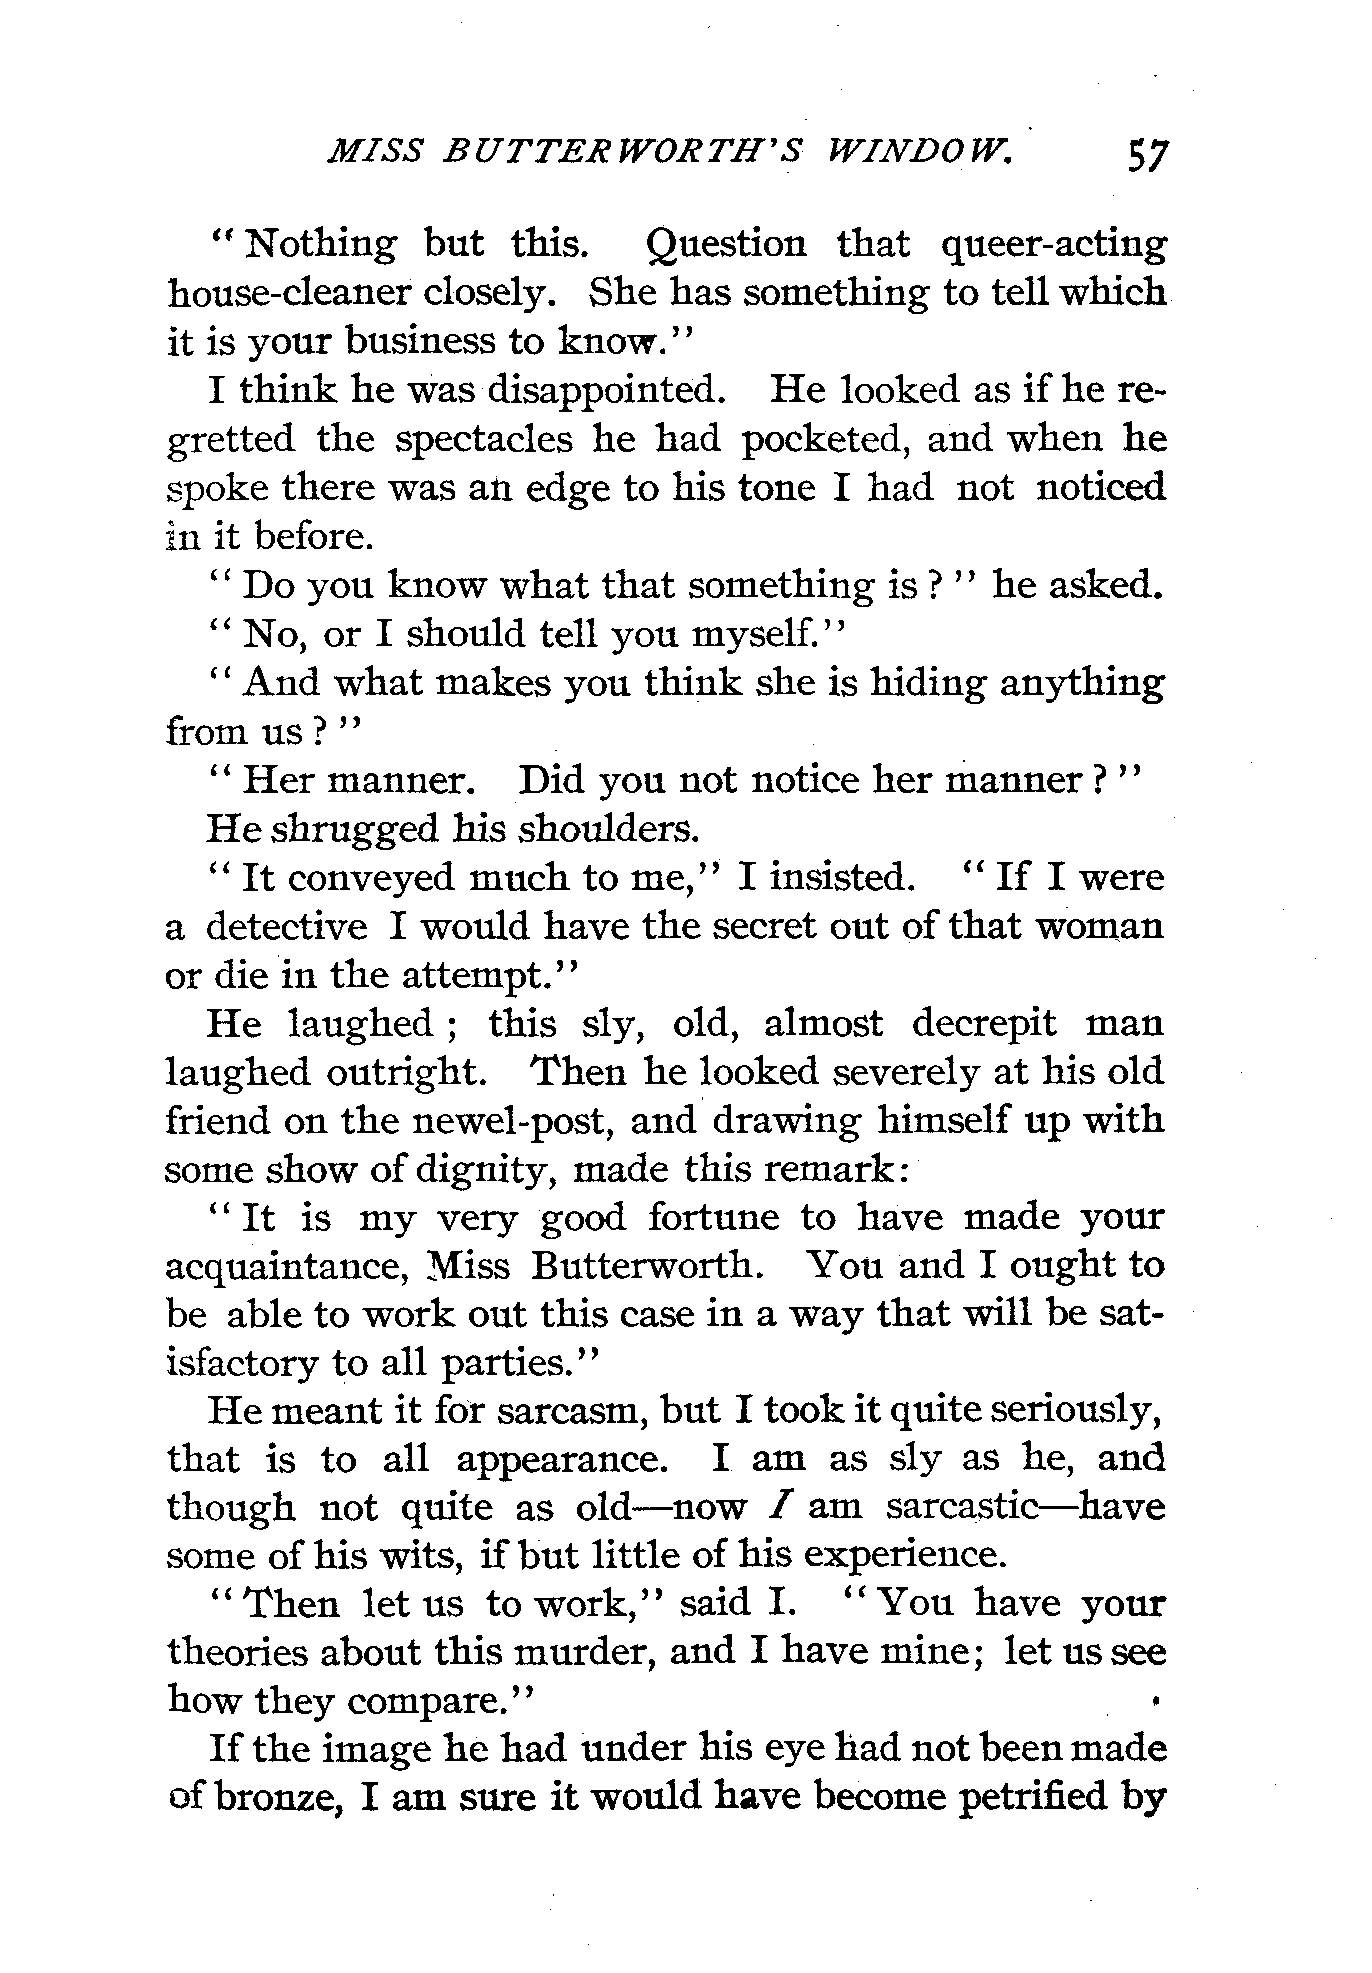 MISS BUTTERWORTH'S WINDOW. 57
"Nothing but this. Question that queer-acting
house-cleaner closely. She has something to tell which
it is your business to know."
I think he was disappointed. He looked as if he re-
gretted the spectacles he had pocketed, and when he
spoke there was an edge to his tone I had not noticed
in it before.
"Do you know what that something is?" he asked.
"No, or I should tell you myself."
"And what makes you think she is hiding anything
from us?"
"Her manner. Did you not notice her manner?"
He shrugged his shoulders.
"It conveyed much to me," I insisted. "If I were
a detective I would have the secret out of that woman
or die in the attempt."
He laughed; this sly, old, almost decrepit man
laughed outright. Then he looked severely at his old
friend on the newel-post, and drawing himself up with
some show of dignity, made this remark:
"It is my very good fortune to have made your
acquaintance, Miss Butterworth. You and I ought to
be able to work out this case in a way that will be sat-
isfactory to all parties."
He meant it for sarcasm, but I took it quite seriously,
that is to all appearance. I am as sly as he, and
though not quite as old—now I am sarcastic—have
some of his wits, if but little of his experience.
"Then let us to work," said I. "You have your
theories about this murder, and I have mine; let us see
how they compare."
If the image he had under his eye had not been made
of bronze, I am sure it would have become petrified by